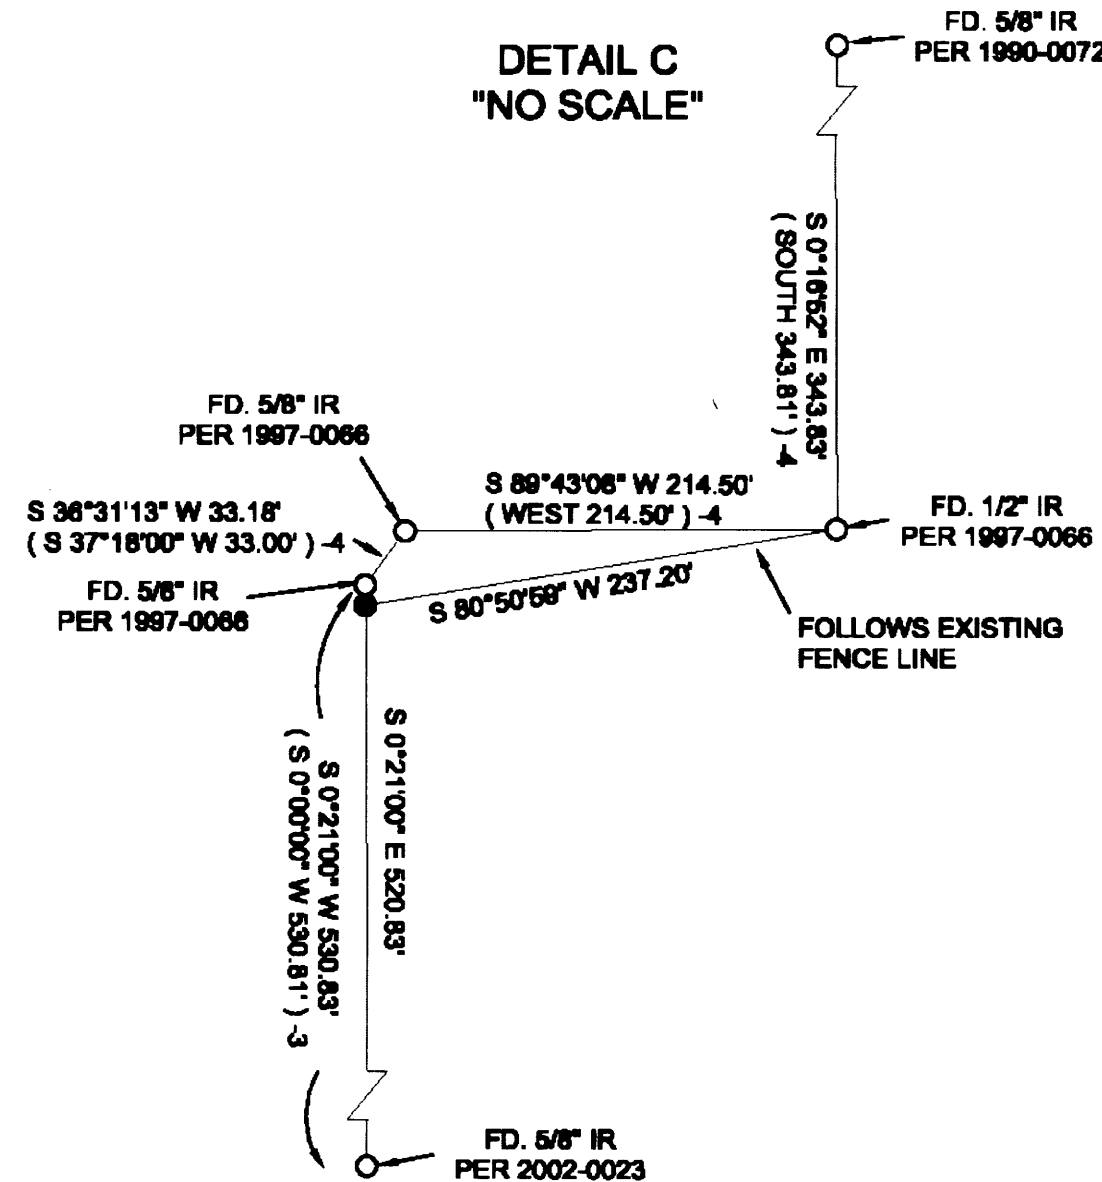 DETAIL C
"NO SCALE"
FD. 5/8" IR
PER 1990-0072
S 0°16'52" E 343.83'
( SOUTH 343.81' ) -4
FD. 5/8" IR
PER 1997-0066
S 89°43'08" W 214.50'
( WEST 214.50' ) -4
S 36°31'13" W 33.18'
( S 37°18'00" W 33.00' ) -4
FD. 1/2" IR
PER 1997-0066
FD. 5/8" IR
PER 1997-0066
S 80°50'59" W 237.20'
FOLLOWS EXISTING
FENCE LINE
S 0°21'00" E 520.83'
S 0°21'00" W 530.83'
( S 0°00'00" W 530.81' ) -3
FD. 5/8" IR
PER 2002-0023